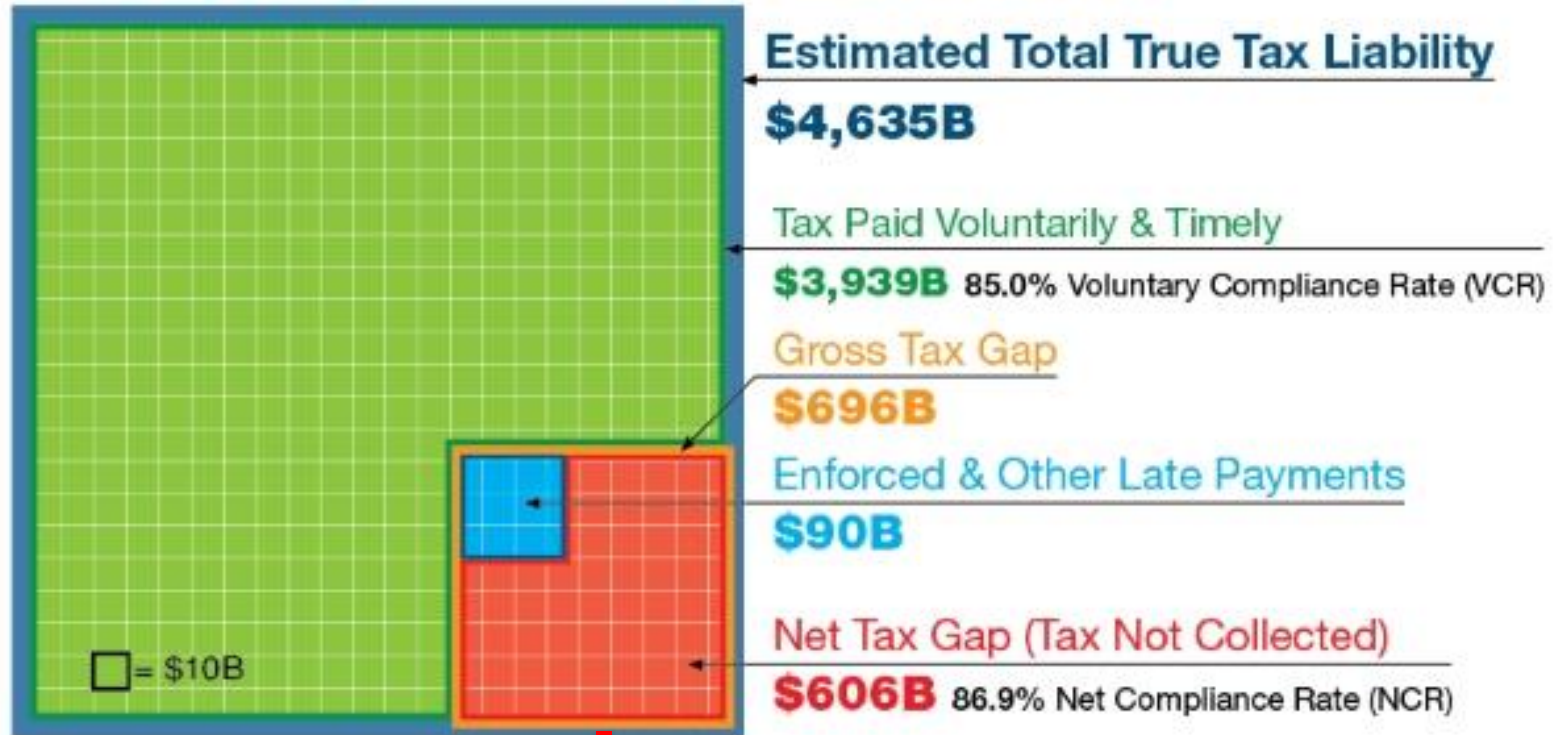 Estimated Total True Tax Liability
$4,635B
Tax Paid Voluntarily & Timely
$3,939B 85.0% Voluntary Compliance Rate (VCR)
Gross Tax Gap
$696B
Enforced & Other Late Payments
$90B
Net Tax Gap (Tax Not Collected)
= $10B
$606B 86.9% Net Compliance Rate (NCR)